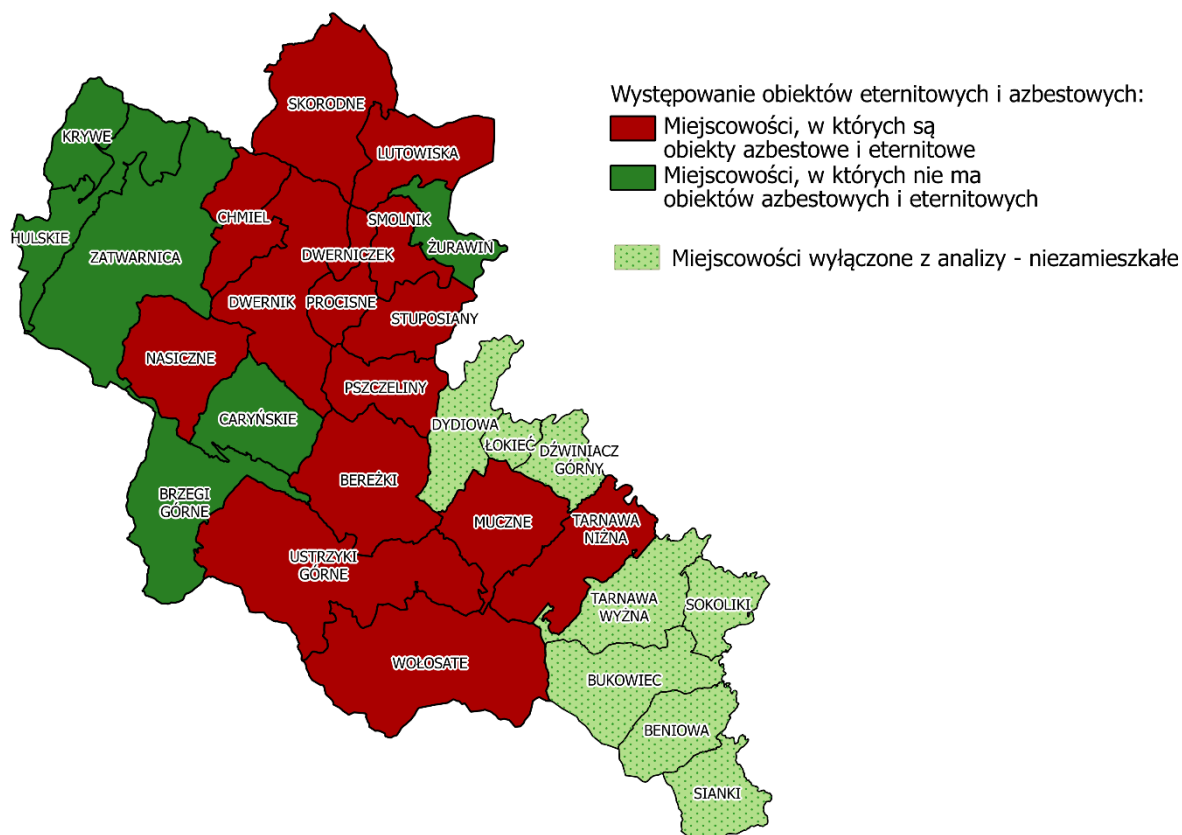 Występowanie obiektów eternitowych i azbestowych:
Miejscowości, w których są
obiekty azbestowe i eternitowe
Miejscowości, w których nie ma
obiektów azbestowych i eternitowych
Miejscowości wyłączone z analizy - niezamieszkałe
SKORODNE
KRYWE
LUTOWISKA
CHMIEL
SMOLNIK
HULSKIE
ŻURAWIN
DWERNICZEK
ZATWARNICA
DWERNIK
PROCISNE
STUPOSIANY
NASICZNE
PSZCZELINY
CARYŃSKIE
DYDIOWA
ŁOKIEĆ
DŹWINIACZ
GÓRNY
BEREŻKI
BRZEGI
GÓRNE
MUCZNE
TARNAWA
NIŻNA
USTRZYKI
GÓRNE
TARNAWA
WYŻNA
SOKOLIKI
WOŁOSATE
BUKOWIEC
BENIOWA
SIANKI